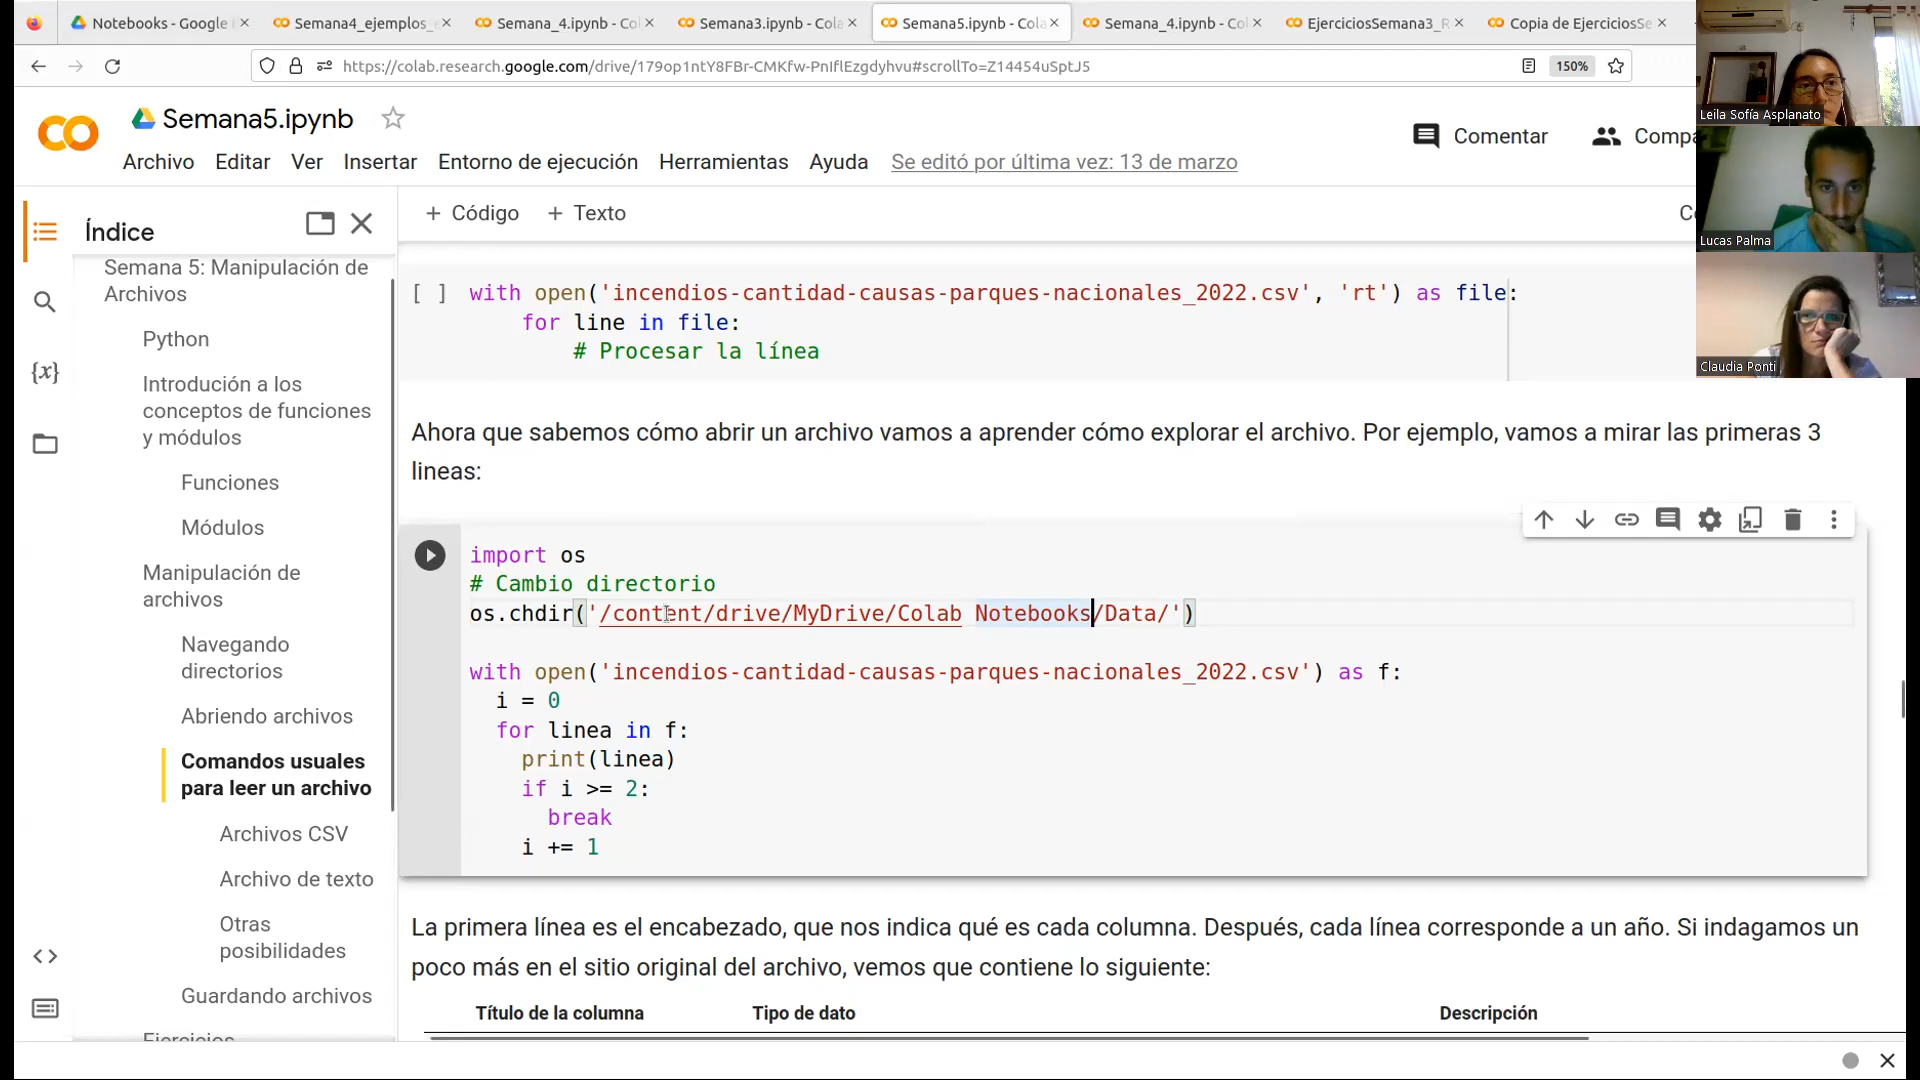 Notebooks - Google
Semana4_ejemplos_
Semana_4.ipynb - Co
Semana3.ipynb - Cola
Semana5.ipynb - Cola
Semana_4.ipynb - Co
EjerciciosSemana3_R
Copia de EjerciciosSe
https://colab.research.google.com/drive/179op1ntY8FBr-CMKfw-PnIflEzgdyhvu#scrollTo=Z14454uSptJ5
150%
Semana5.ipynb
Comentar
Comp
Archivo Editar Ver Insertar Entorno de ejecución Herramientas Ayuda Se editó por última vez: 13 de marzo
+ Código + Texto
Índice
Semana 5: Manipulación de
Archivos
Python
Introdución a los
conceptos de funciones
y módulos
Funciones
Módulos
Manipulación de
archivos
Navegando
directorios
Abriendo archivos
Comandos usuales
para leer un archivo
Archivos CSV
Archivo de texto
Otras
posibilidades
Guardando archivos
Ejercicios
{x}
[ ] with open('incendios-cantidad-causas-parques-nacionales_2022.csv', 'rt') as file:
for line in file:
# Procesar la línea
Ahora que sabemos cómo abrir un archivo vamos a aprender cómo explorar el archivo. Por ejemplo, vamos a mirar las primeras 3
lineas:
import os
# Cambio directorio
os.chdir('/content/drive/MyDrive/Colab Notebooks/Data/')
with open('incendios-cantidad-causas-parques-nacionales_2022.csv') as f:
i = 0
for linea in f:
print(linea)
if i >= 2:
break
i += 1
La primera línea es el encabezado, que nos indica qué es cada columna. Después, cada línea corresponde a un año. Si indagamos un
poco más en el sitio original del archivo, vemos que contiene lo siguiente:
Título de la columna Tipo de dato Descripción
Leila Sofía Asplanato
Lucas Palma
Claudia Ponti